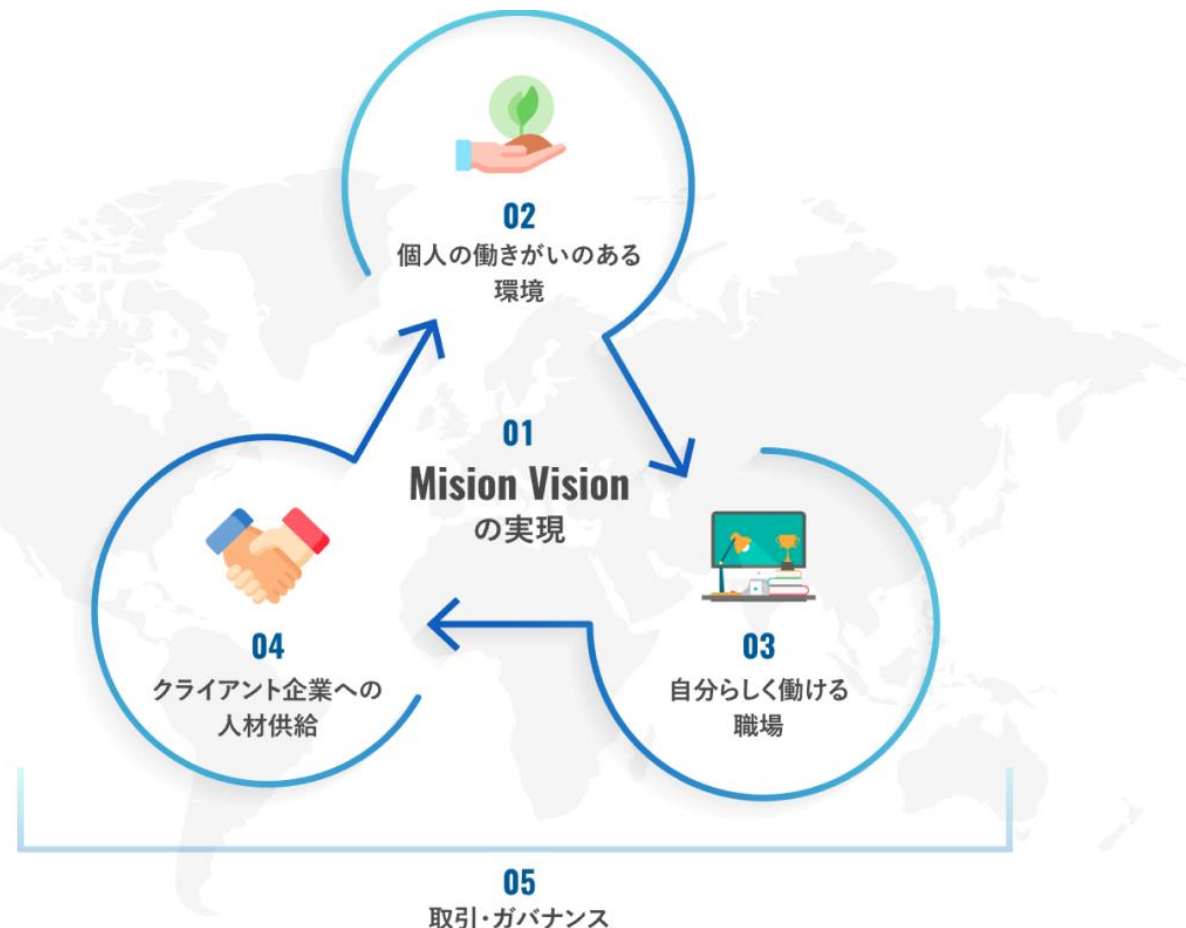 02
個人の働きがいのある
環境
01
Mision Vision
の実現
04
クライアント企業への
人材供給
03
自分らしく働ける
職場
05
取引・ガバナンス